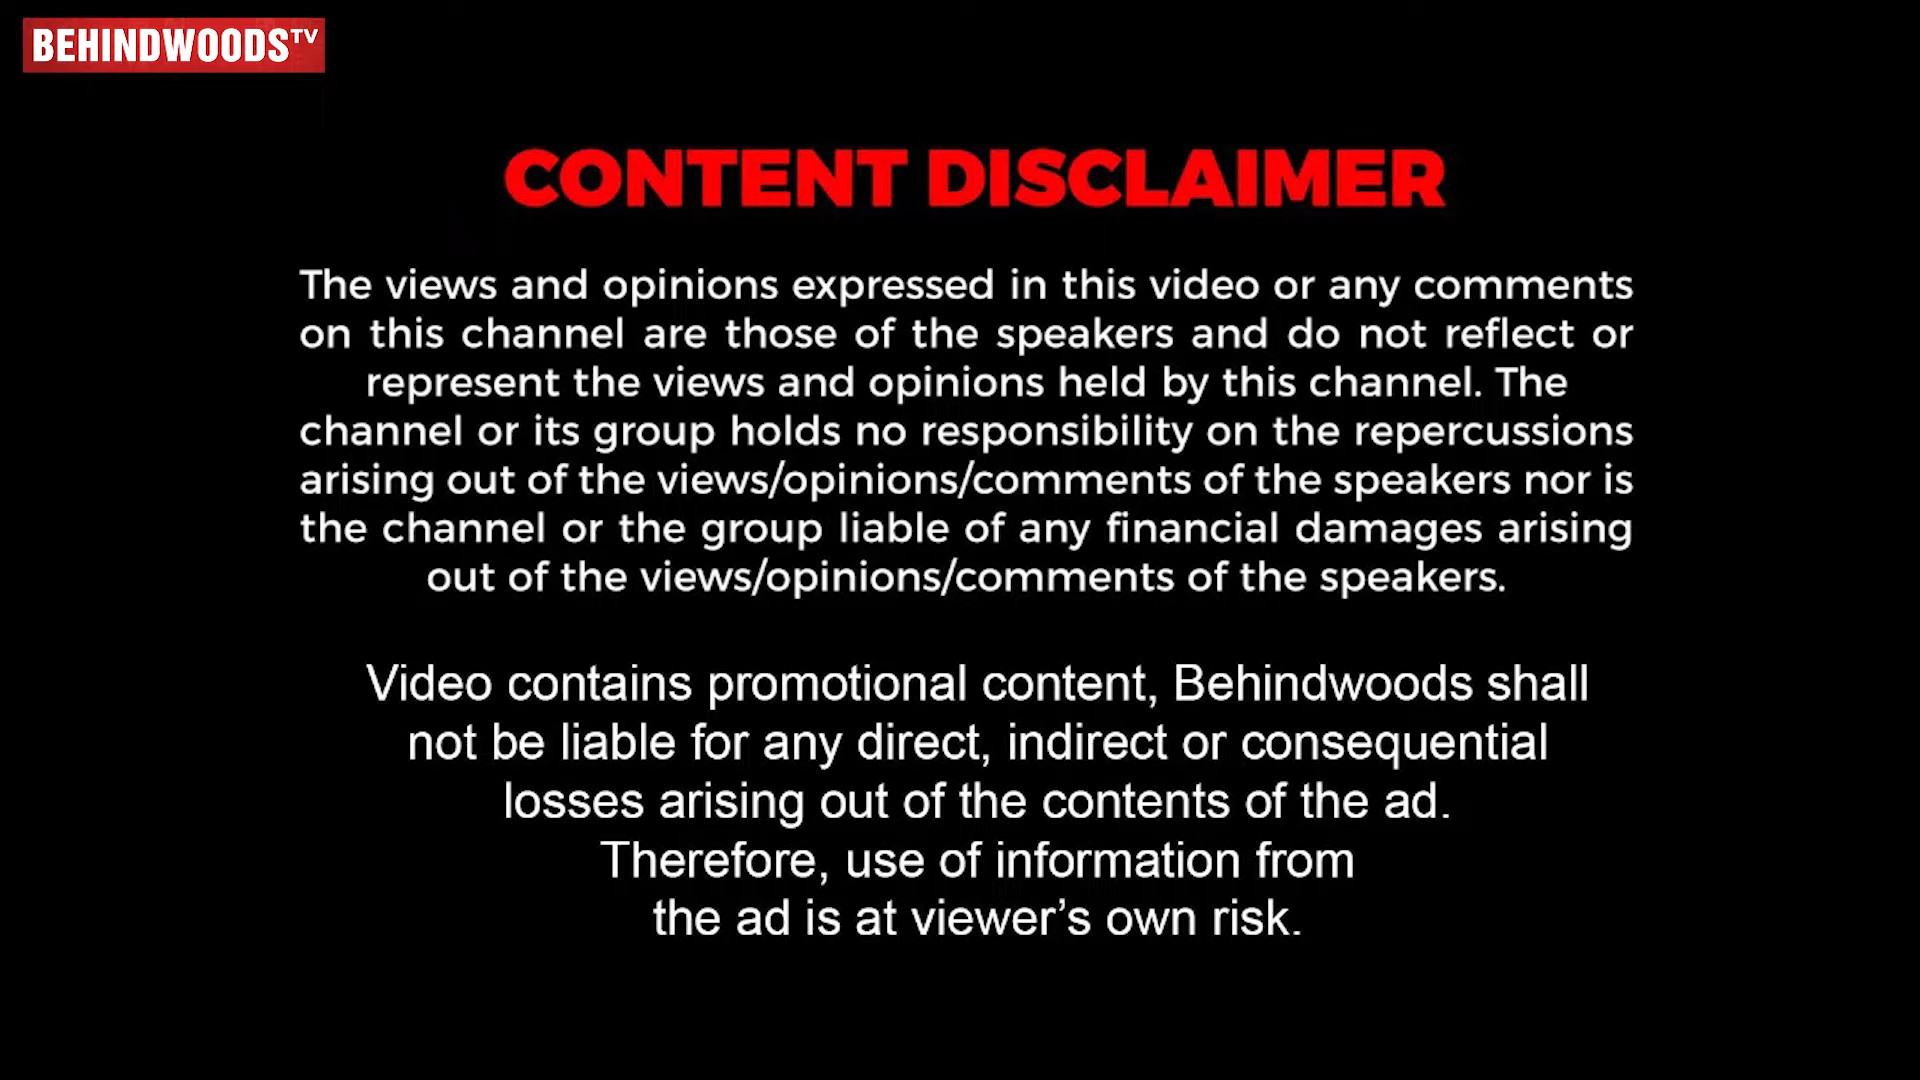 BEHINDWOODSTV
CONTENT DISCLAIMER
The views and opinions expressed in this video or any comments
on this channel are those of the speakers and do not reflect or
represent the views and opinions held by this channel. The
channel or its group holds no responsibility on the repercussions
arising out of the views/opinions/comments of the speakers nor is
the channel or the group liable of any financial damages arising
out of the views/opinions/comments of the speakers.
Video contains promotional content, Behindwoods shall
not be liable for any direct, indirect or consequential
losses arising out of the contents of the ad.
Therefore, use of information from
the ad is at viewer’s own risk.